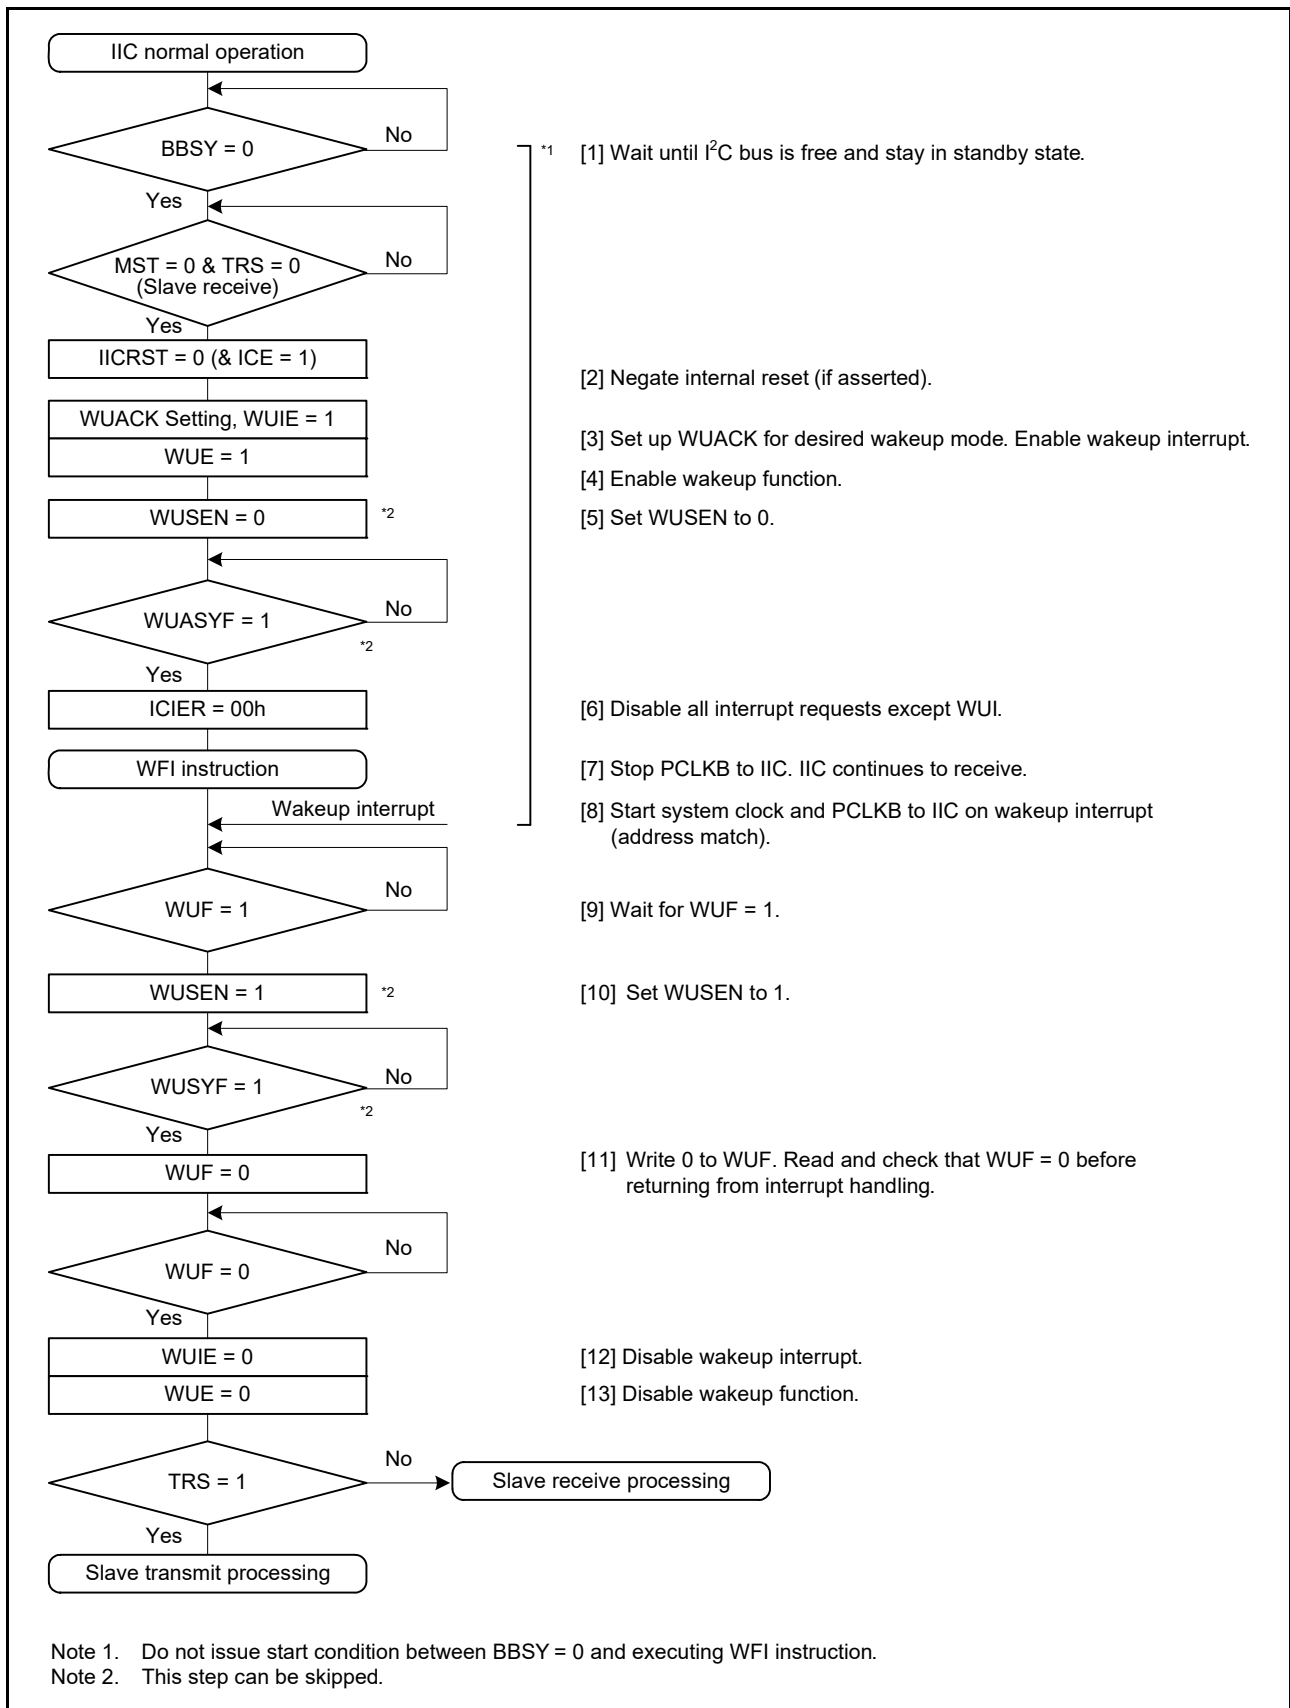 IIC normal operation
BBSY = 0
No
*1
[1] Wait until I²C bus is free and stay in standby state.
Yes
MST = 0 & TRS = 0
(Slave receive)
No
Yes
IICRST = 0 (& ICE = 1)
[2] Negate internal reset (if asserted).
WUACK Setting, WUIE = 1
[3] Set up WUACK for desired wakeup mode. Enable wakeup interrupt.
WUE = 1
[4] Enable wakeup function.
WUSEN = 0
*2
[5] Set WUSEN to 0.
WUASYF = 1
No
*2
Yes
ICIER = 00h
[6] Disable all interrupt requests except WUI.
WFI instruction
[7] Stop PCLKB to IIC. IIC continues to receive.
Wakeup interrupt
[8] Start system clock and PCLKB to IIC on wakeup interrupt
(address match).
No
WUF = 1
[9] Wait for WUF = 1.
WUSEN = 1
*2
[10] Set WUSEN to 1.
WUSYF = 1
No
*2
Yes
WUF = 0
[11] Write 0 to WUF. Read and check that WUF = 0 before
returning from interrupt handling.
No
WUF = 0
Yes
WUIE = 0
[12] Disable wakeup interrupt.
WUE = 0
[13] Disable wakeup function.
No
TRS = 1
Slave receive processing
Yes
Slave transmit processing
Note 1. Do not issue start condition between BBSY = 0 and executing WFI instruction.
Note 2. This step can be skipped.